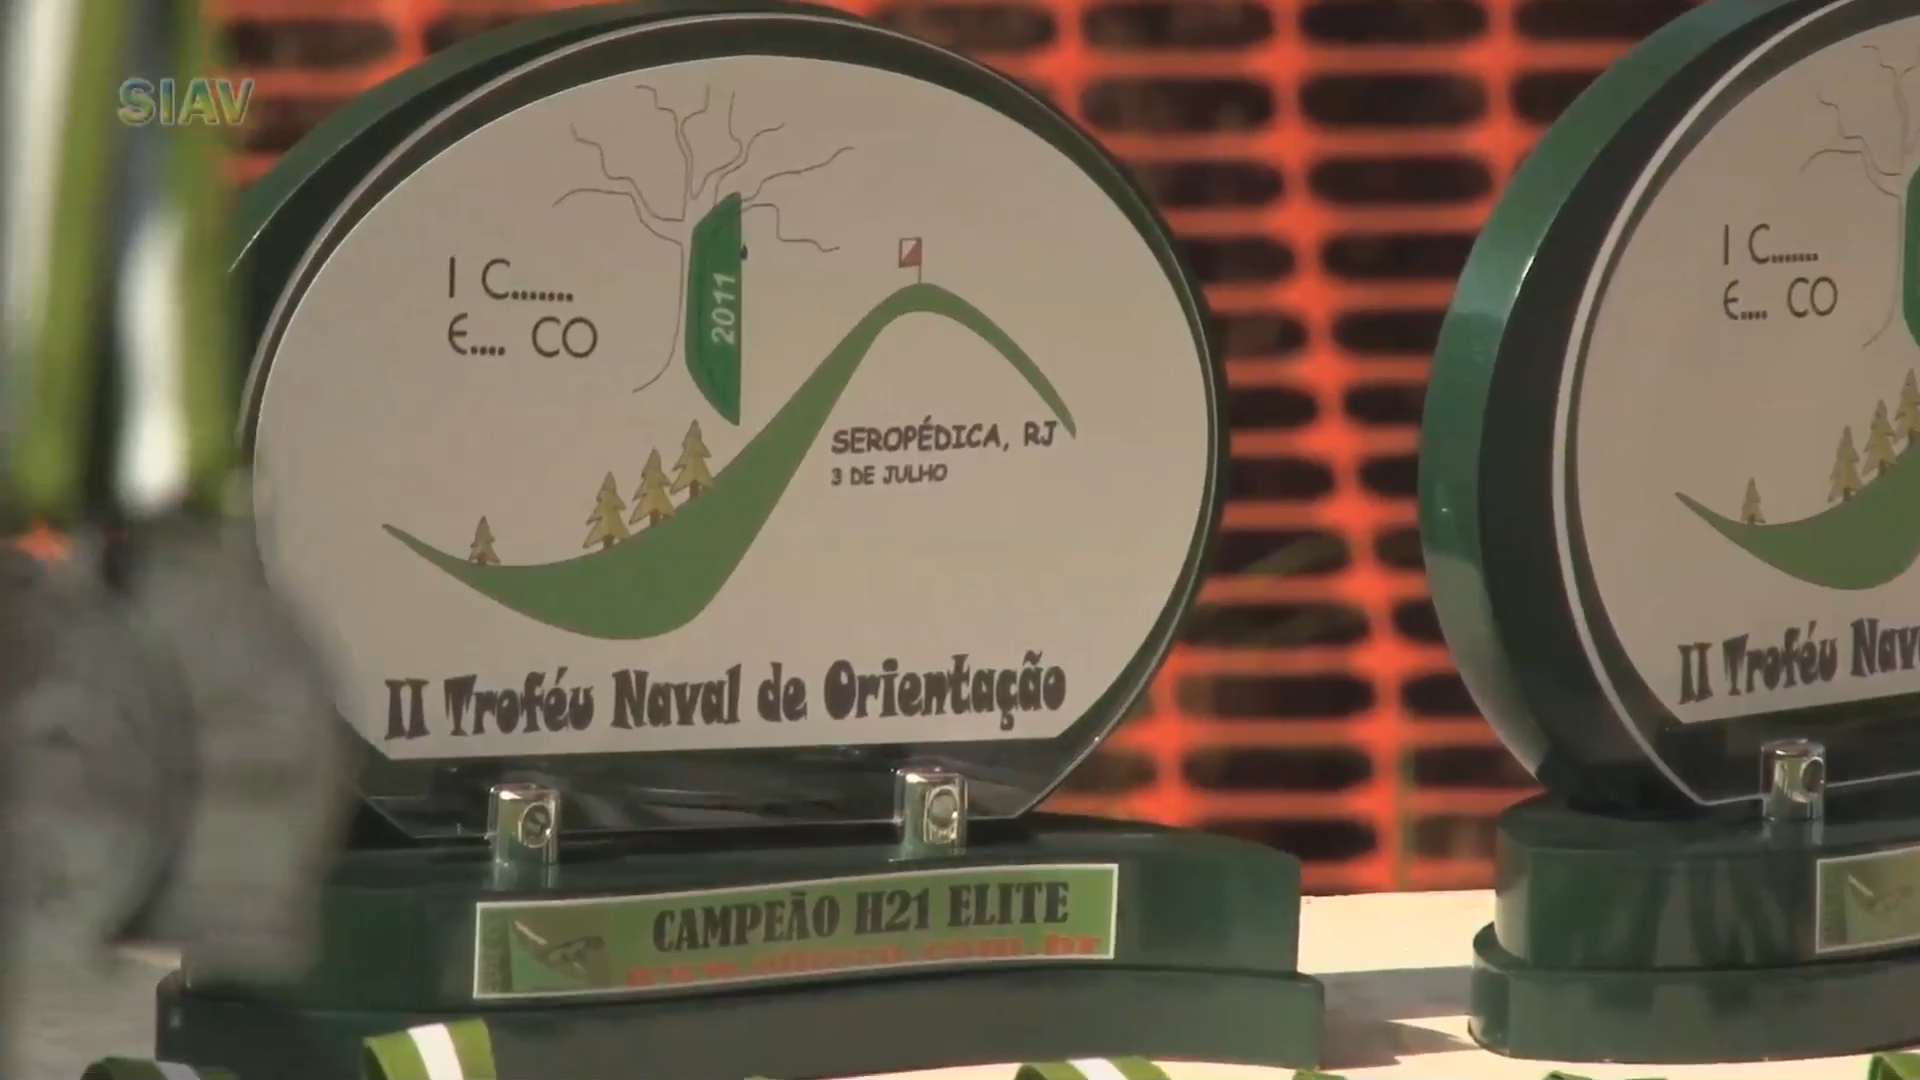 SIAV
I C.......
E.... CO
2011
SEROPÉDICA, RJ
3 DE JULHO
II Troféu Naval de Orientação
CAMPEÃO H21 ELITE
I C.......
E.... CO
II Troféu